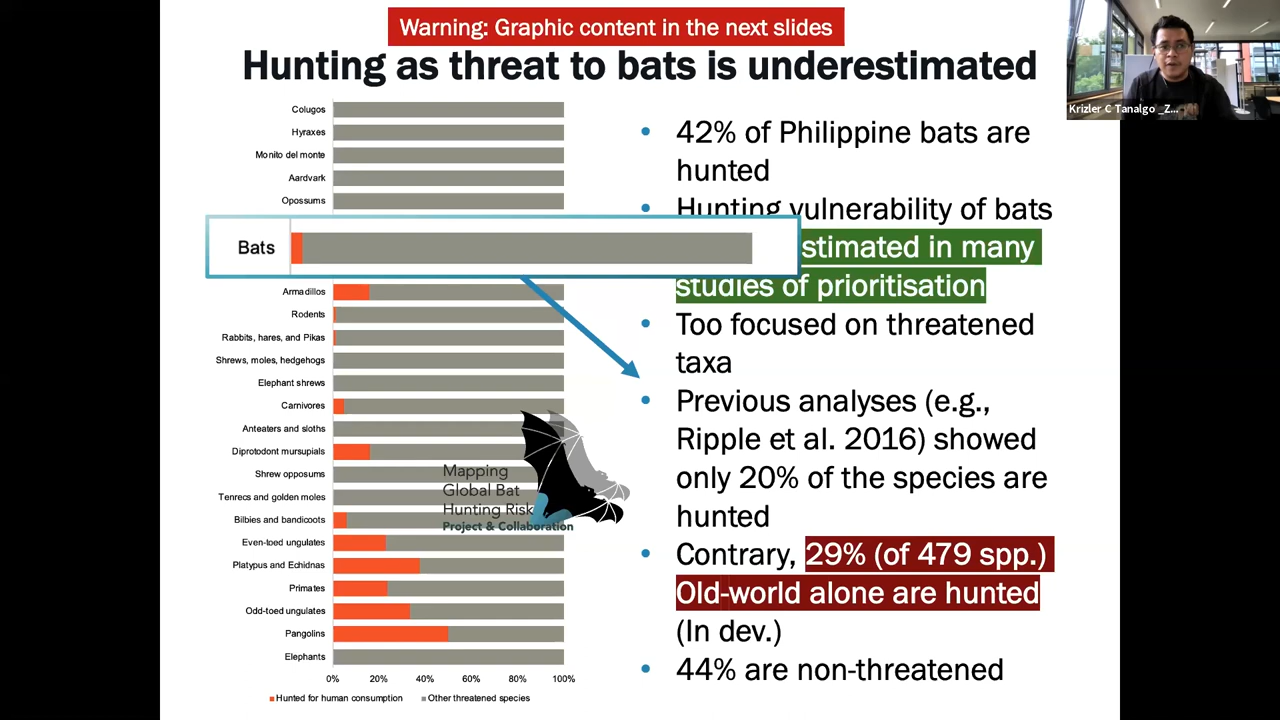 Warning: Graphic content in the next slides
Hunting as threat to bats is underestimated
Krizler C Tanalgo _Z...
Colugos
Hyraxes
Monito del monte
Aardvark
Opossums
Bats
Armadillos
Rodents
Rabbits, hares, and Pikas
Shrews, moles, hedgehogs
Elephant shrews
Carnivores
Anteaters and sloths
Diprotodont mursupials
Shrew opossums
Tenrecs and golden moles
Bilbies and bandicoots
Even-toed ungulates
Platypus and Echidnas
Primates
Odd-toed ungulates
Pangolins
Elephants
0% 20% 40% 60% 80% 100%
Hunted for human consumption Other threatened species
Mapping
Global Bat
Hunting Risk
Project & Collaboration
• 42% of Philippine bats are
hunted
• Hunting vulnerability of bats
stimated in many
studies of prioritisation
• Too focused on threatened
taxa
• Previous analyses (e.g.,
Ripple et al. 2016) showed
only 20% of the species are
hunted
• Contrary, 29% (of 479 spp.)
Old-world alone are hunted
(In dev.)
• 44% are non-threatened